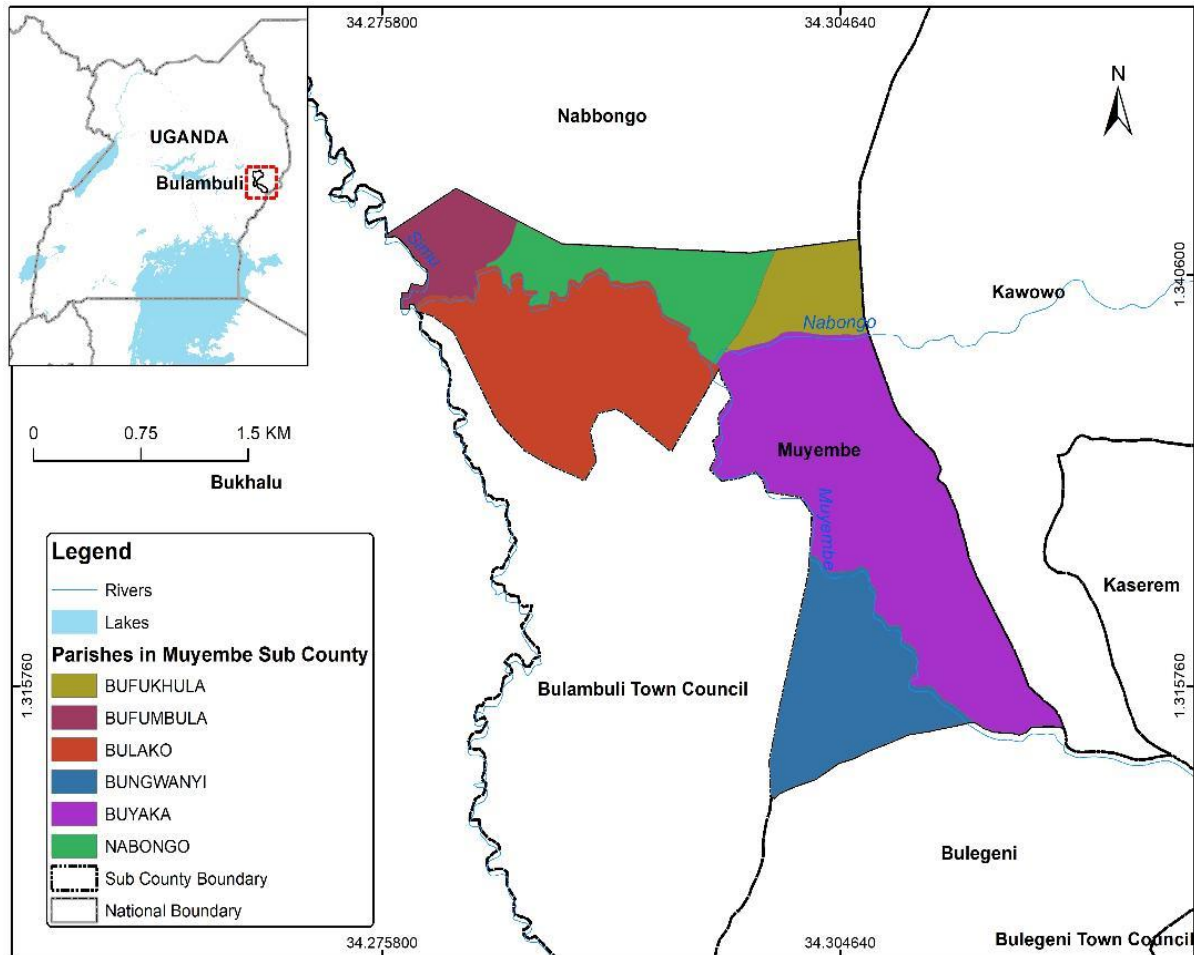 34.275800
34.304640
N
UGANDA
Bulambuli
Nabbongo
Simu
Kawowo
1.340600
Nabongo
0 0.75 1.5 KM
Bukhalu
Muyembe
Muyembe
Kaserem
Legend
Rivers
Lakes
Parishes in Muyembe Sub County
BUFUKHULA
BUFUMBULA
BULAKO
BUNGWANYI
BUYAKA
NABONGO
Sub County Boundary
National Boundary
1.315760
1.315760
Bulambuli Town Council
Bulegeni
Bulegeni Town Council
34.275800
34.304640